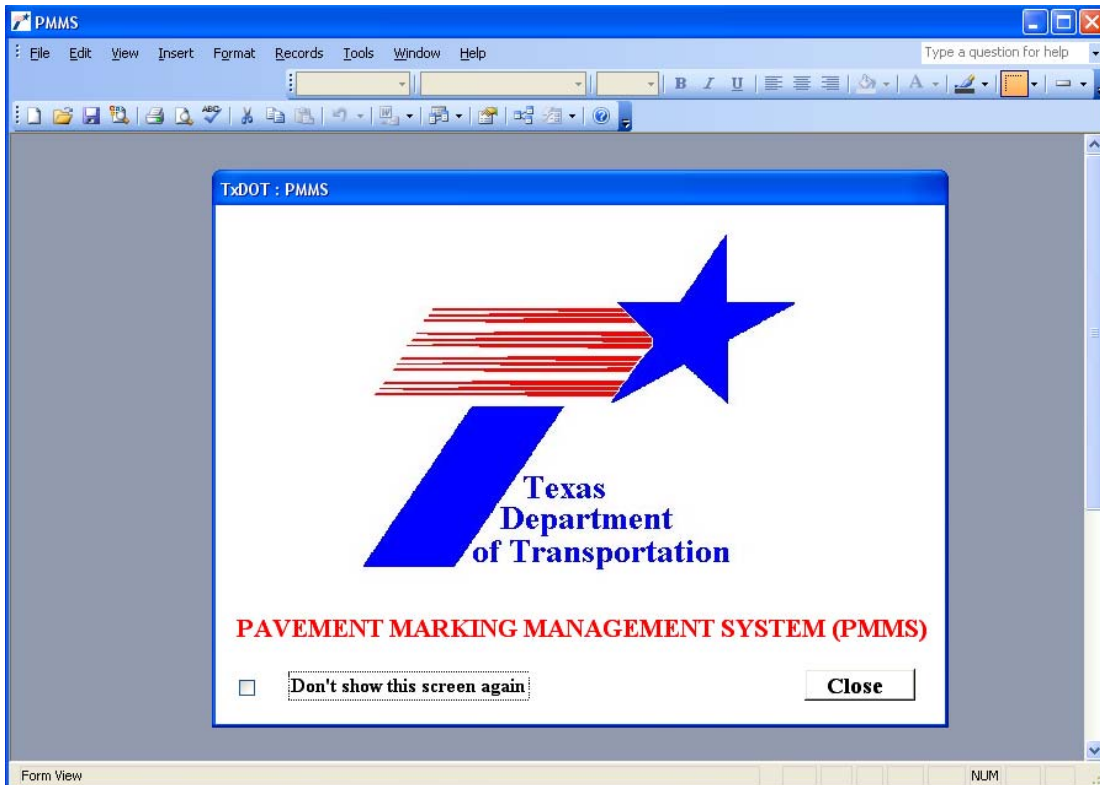 PMMS
File Edit View Insert Format Records Tools Window Help Type a question for help
B I U A
ABC
TxDOT : PMMS
Texas
Department
of Transportation
PAVEMENT MARKING MANAGEMENT SYSTEM (PMMS)
Don't show this screen again Close
Form View NUM